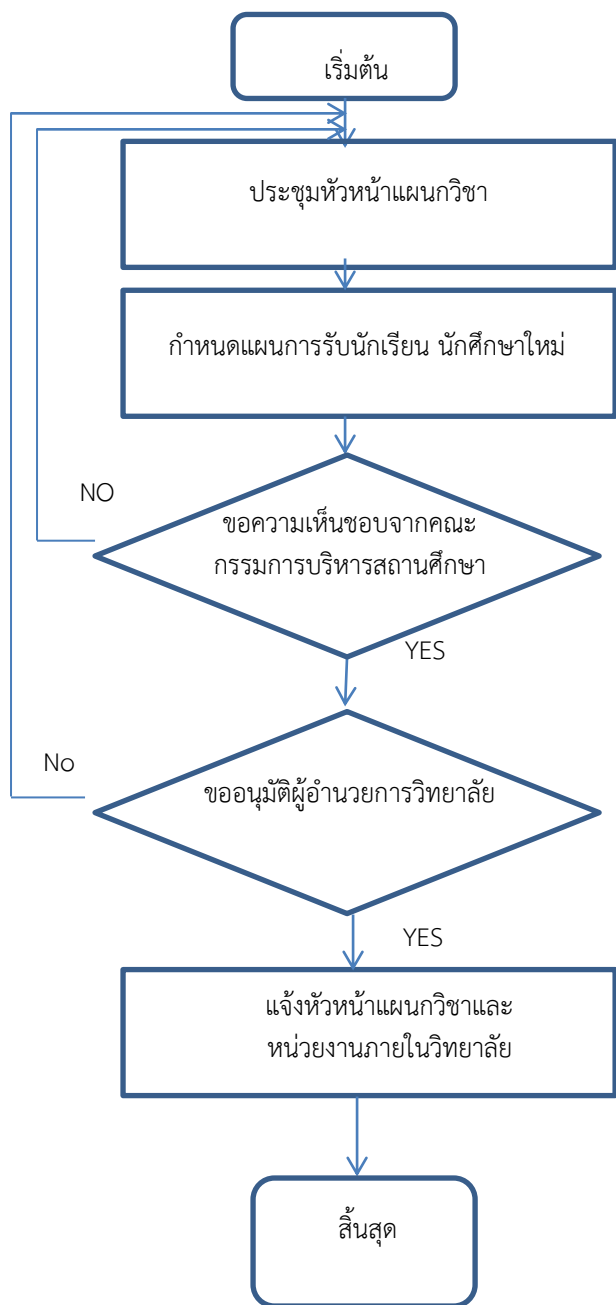 เริ่มต้น
ประชุมหัวหน้าแผนกวิชา
กำหนดแผนการรับนักเรียน นักศึกษาใหม่
NO
ขอความเห็นชอบจากคณะ
กรรมการบริหารสถานศึกษา
YES
No
ขออนุมัติผู้อำนวยการวิทยาลัย
YES
แจ้งหัวหน้าแผนกวิชาและ
หน่วยงานภายในวิทยาลัย
สิ้นสุด